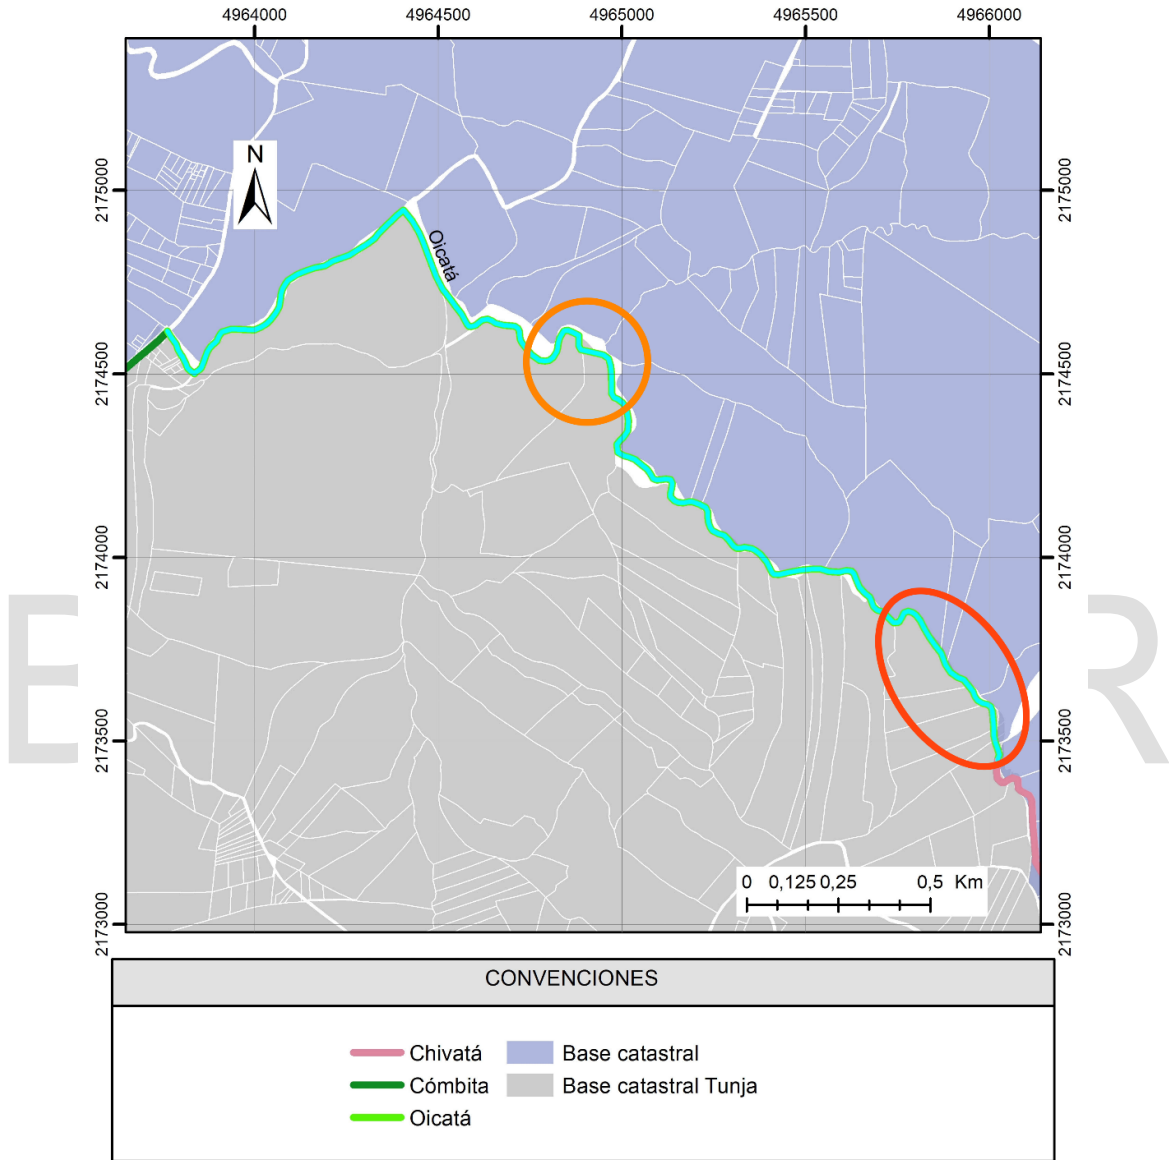 4964000 4964500 4965000 4965500 4966000
N
2175000 2175000
Oicatá
2174500 2174500
2174000 2174000
2173500 2173500
0 0,125 0,25 0,5 Km
2173000 2173000
E R
CONVENCIONES
Chivatá Base catastral
Cómbita Base catastral Tunja
Oicatá